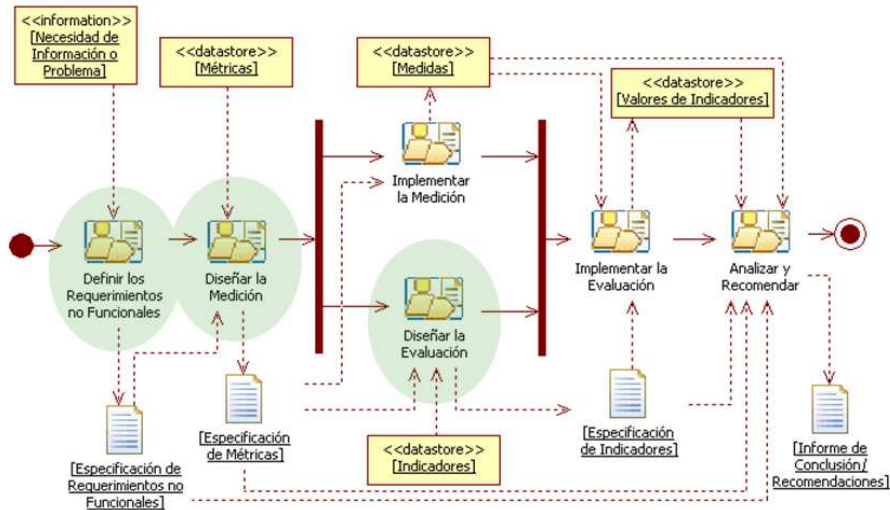 <<information>>
[Necesidad de
Información o
Problema]
<<datastore>>
[Métricas]
<<datastore>>
[Medidas]
<<datastore>>
[Valores de Indicadores]
Implementar
la Medición
Definir los
Requerimientos
no Funcionales
Diseñar la
Medición
Implementar la
Evaluación
Analizar y
Recomendar
Diseñar la
Evaluación
[Especificación de
Requerimientos no
Funcionales]
[Especificación
de Métricas]
<<datastore>>
[Indicadores]
[Especificación
de Indicadores]
[Informe de
Conclusión/
Recomendaciones]